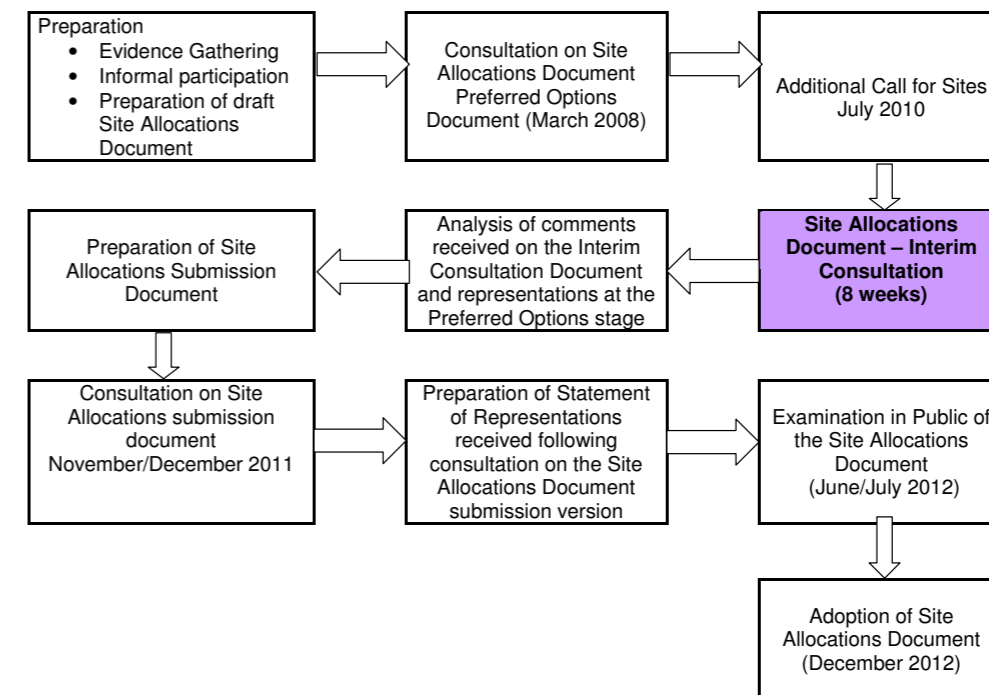 Preparation
• Evidence Gathering
• Informal participation
• Preparation of draft
Site Allocations
Document
Consultation on Site
Allocations Document
Preferred Options
Document (March 2008)
Additional Call for Sites
July 2010
Site Allocations
Document – Interim
Consultation
(8 weeks)
Analysis of comments
received on the Interim
Consultation Document
and representations at the
Preferred Options stage
Preparation of Site
Allocations Submission
Document
Consultation on Site
Allocations submission
document
November/December 2011
Preparation of Statement
of Representations
received following
consultation on the Site
Allocations Document
submission version
Examination in Public of
the Site Allocations
Document
(June/July 2012)
Adoption of Site
Allocations Document
(December 2012)